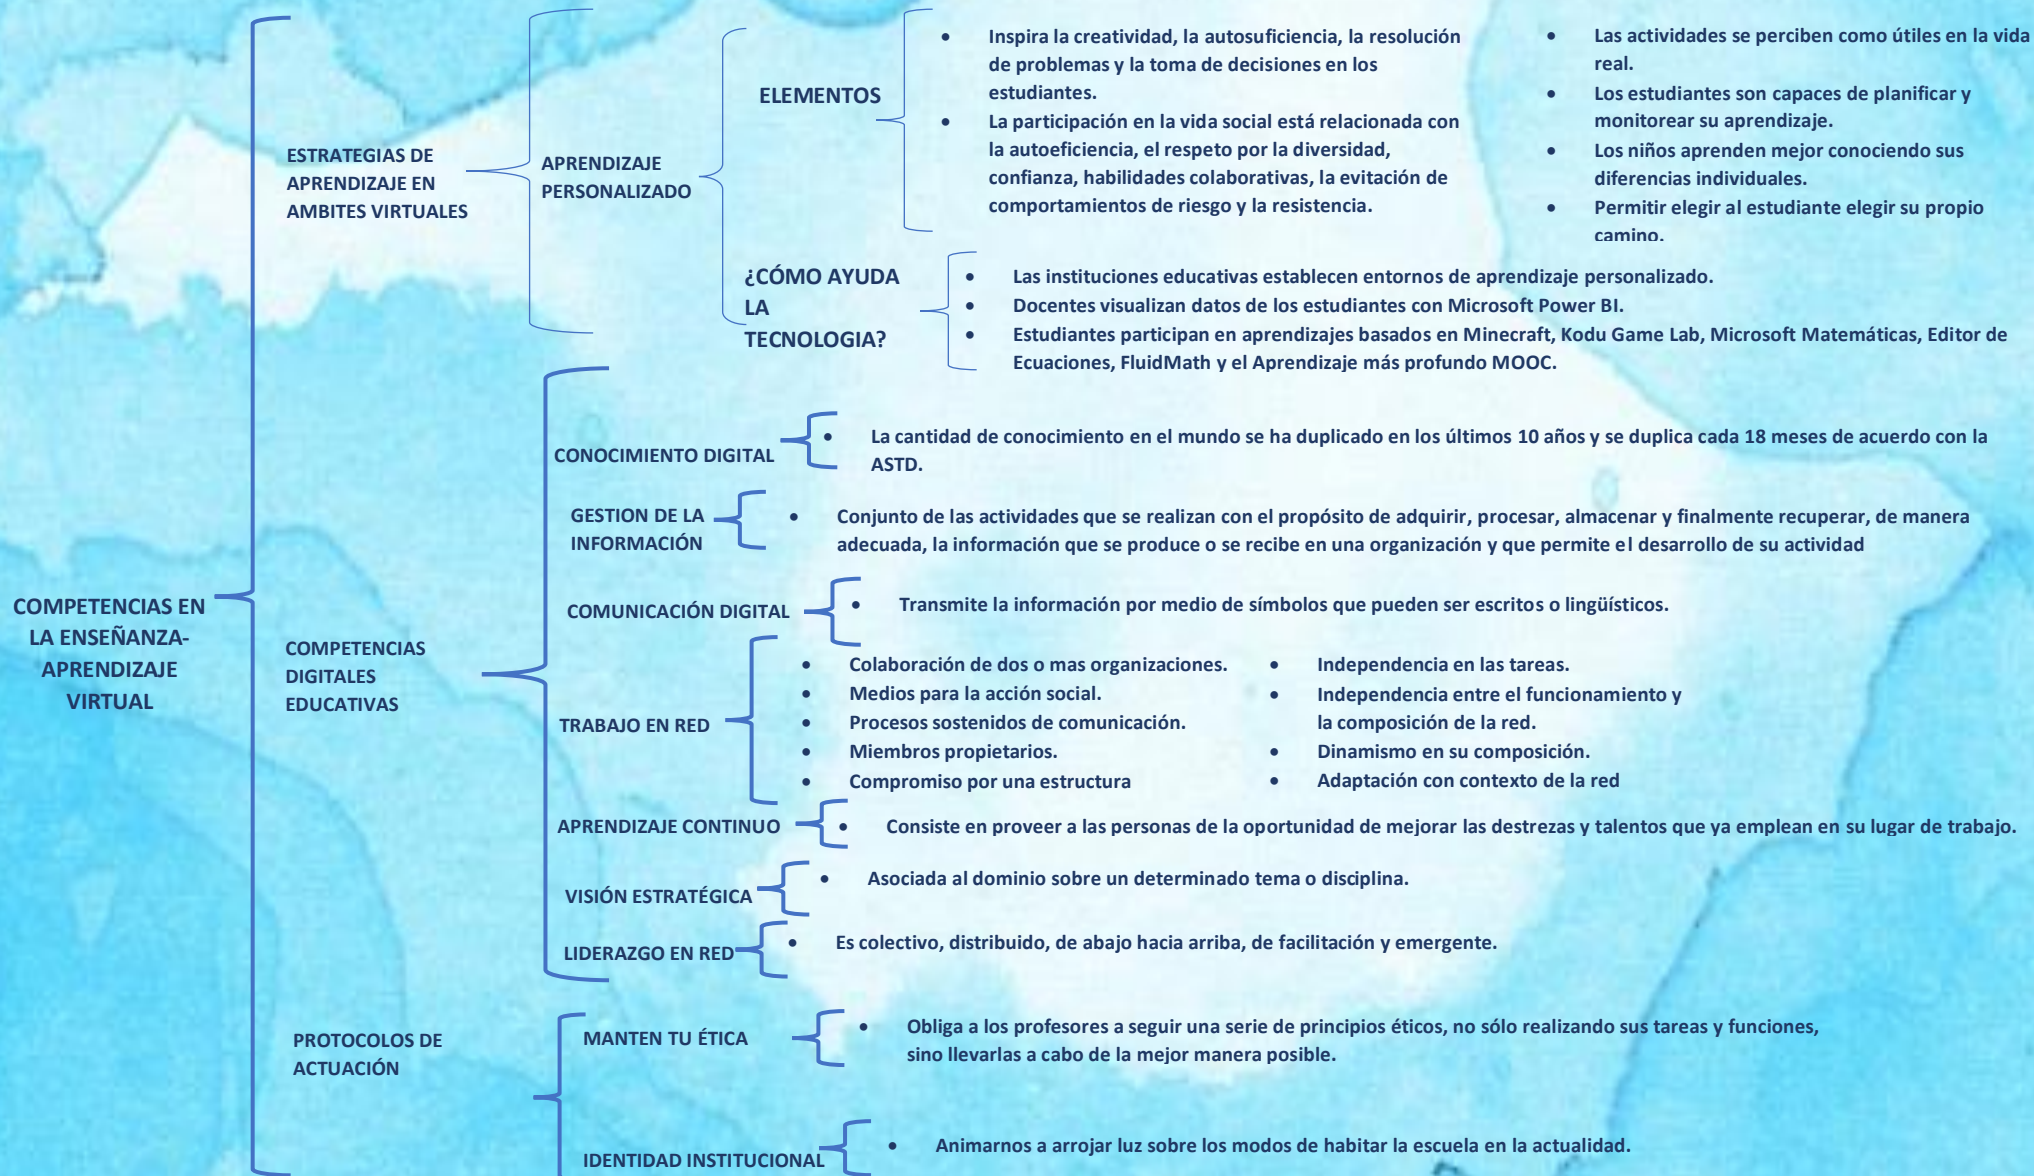 COMPETENCIAS EN
LA ENSEÑANZA-
APRENDIZAJE
VIRTUAL
ESTRATEGIAS DE
APRENDIZAJE EN
AMBITES VIRTUALES
APRENDIZAJE
PERSONALIZADO
ELEMENTOS
• Inspira la creatividad, la autosuficiencia, la resolución
de problemas y la toma de decisiones en los
estudiantes.
• La participación en la vida social está relacionada con
la autoeficiencia, el respeto por la diversidad,
confianza, habilidades colaborativas, la evitación de
comportamientos de riesgo y la resistencia.
• Las actividades se perciben como útiles en la vida
real.
• Los estudiantes son capaces de planificar y
monitorear su aprendizaje.
• Los niños aprenden mejor conociendo sus
diferencias individuales.
• Permitir elegir al estudiante elegir su propio
camino.
¿CÓMO AYUDA
LA
TECNOLOGIA?
• Las instituciones educativas establecen entornos de aprendizaje personalizado.
• Docentes visualizan datos de los estudiantes con Microsoft Power BI.
• Estudiantes participan en aprendizajes basados en Minecraft, Kodu Game Lab, Microsoft Matemáticas, Editor de
Ecuaciones, FluidMath y el Aprendizaje más profundo MOOC.
COMPETENCIAS
DIGITALES
EDUCATIVAS
CONOCIMIENTO DIGITAL
• La cantidad de conocimiento en el mundo se ha duplicado en los últimos 10 años y se duplica cada 18 meses de acuerdo con la
ASTD.
GESTION DE LA
INFORMACIÓN
• Conjunto de las actividades que se realizan con el propósito de adquirir, procesar, almacenar y finalmente recuperar, de manera
adecuada, la información que se produce o se recibe en una organización y que permite el desarrollo de su actividad
COMUNICACIÓN DIGITAL
• Transmite la información por medio de símbolos que pueden ser escritos o lingüísticos.
TRABAJO EN RED
• Colaboración de dos o mas organizaciones.
• Medios para la acción social.
• Procesos sostenidos de comunicación.
• Miembros propietarios.
• Compromiso por una estructura
• Independencia en las tareas.
• Independencia entre el funcionamiento y
la composición de la red.
• Dinamismo en su composición.
• Adaptación con contexto de la red
APRENDIZAJE CONTINUO
• Consiste en proveer a las personas de la oportunidad de mejorar las destrezas y talentos que ya emplean en su lugar de trabajo.
VISIÓN ESTRATÉGICA
• Asociada al dominio sobre un determinado tema o disciplina.
LIDERAZGO EN RED
• Es colectivo, distribuido, de abajo hacia arriba, de facilitación y emergente.
PROTOCOLOS DE
ACTUACIÓN
MANTEN TU ÉTICA
• Obliga a los profesores a seguir una serie de principios éticos, no sólo realizando sus tareas y funciones,
sino llevarlas a cabo de la mejor manera posible.
IDENTIDAD INSTITUCIONAL
• Animarnos a arrojar luz sobre los modos de habitar la escuela en la actualidad.